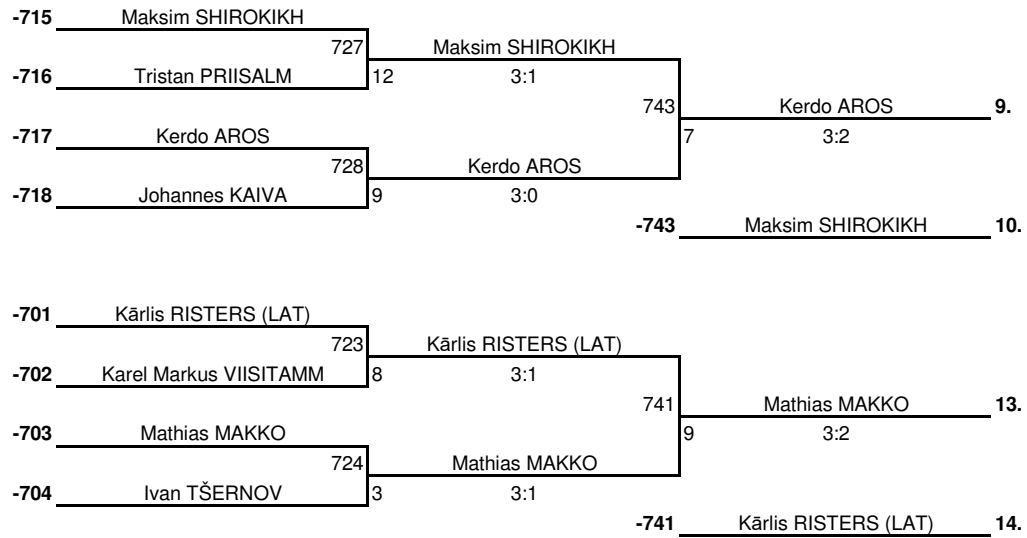 -715 Maksim SHIROKIKH
727 Maksim SHIROKIKH
-716 Tristan PRIISALM 12 3:1
743 Kerdo AROS 9.
-717 Kerdo AROS 7 3:2
728 Kerdo AROS
-718 Johannes KAIVA 9 3:0
-743 Maksim SHIROKIKH 10.
-701 Kārlis RISTERS (LAT)
723 Kārlis RISTERS (LAT)
-702 Karel Markus VIISITAMM 8 3:1
741 Mathias MAKKO 13.
-703 Mathias MAKKO 9 3:2
724 Mathias MAKKO
-704 Ivan TŠERNOV 3 3:1
-741 Kārlis RISTERS (LAT) 14.